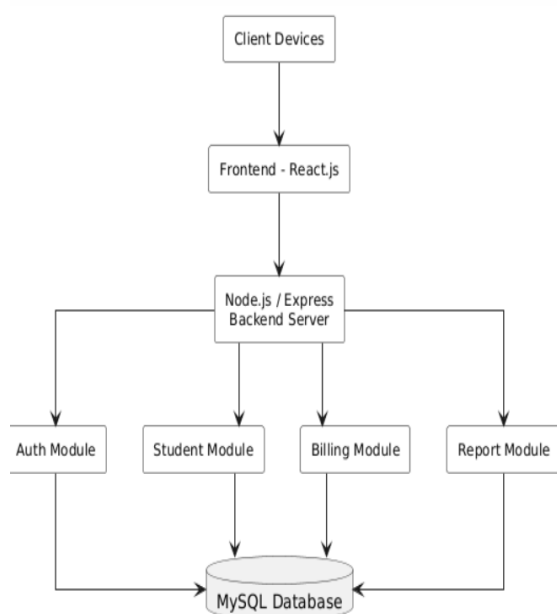 Client Devices
Frontend - React.js
Node.js / Express
Backend Server
Auth Module
Student Module
Billing Module
Report Module
MySQL Database